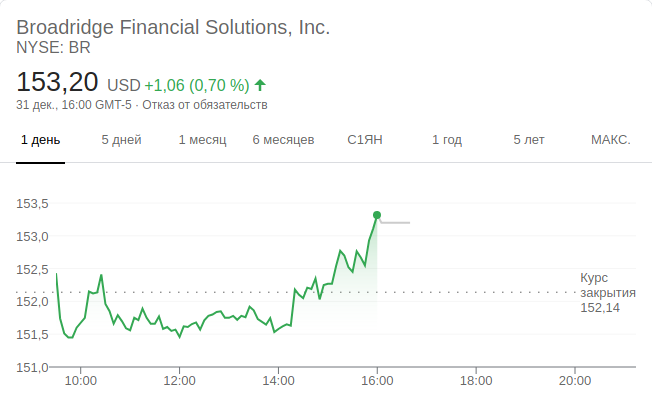 Broadridge Financial Solutions, Inc.
NYSE: BR
153,20 USD +1,06 (0,70 %)
31 дек., 16:00 GMT-5 · Отказ от обязательств
1 день 5 дней 1 месяц 6 месяцев С1ЯН 1 год 5 лет МАКС.
153,5
153,0
152,5
152,0
151,5
151,0
Курс
закрытия
152,14
10:00 12:00 14:00 16:00 18:00 20:00